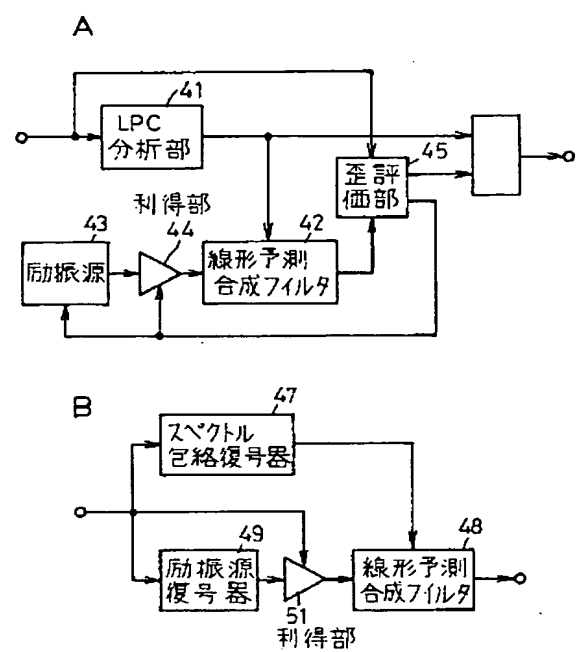 A
41
LPC
分析部
45
歪評
価部
利得部
43
44
42
励振源
線形予測
合成フィルタ
B
47
スペクトル
包絡復号器
49
48
励振源
復号器
線形予測
合成フィルタ
51
利得部